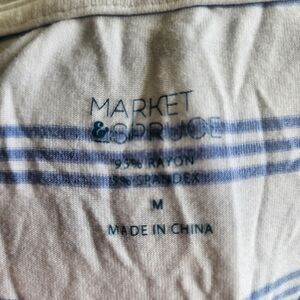 MARKET
&SPRUCE
95% RAYON
5% SPANDEX
M
MADE IN CHINA